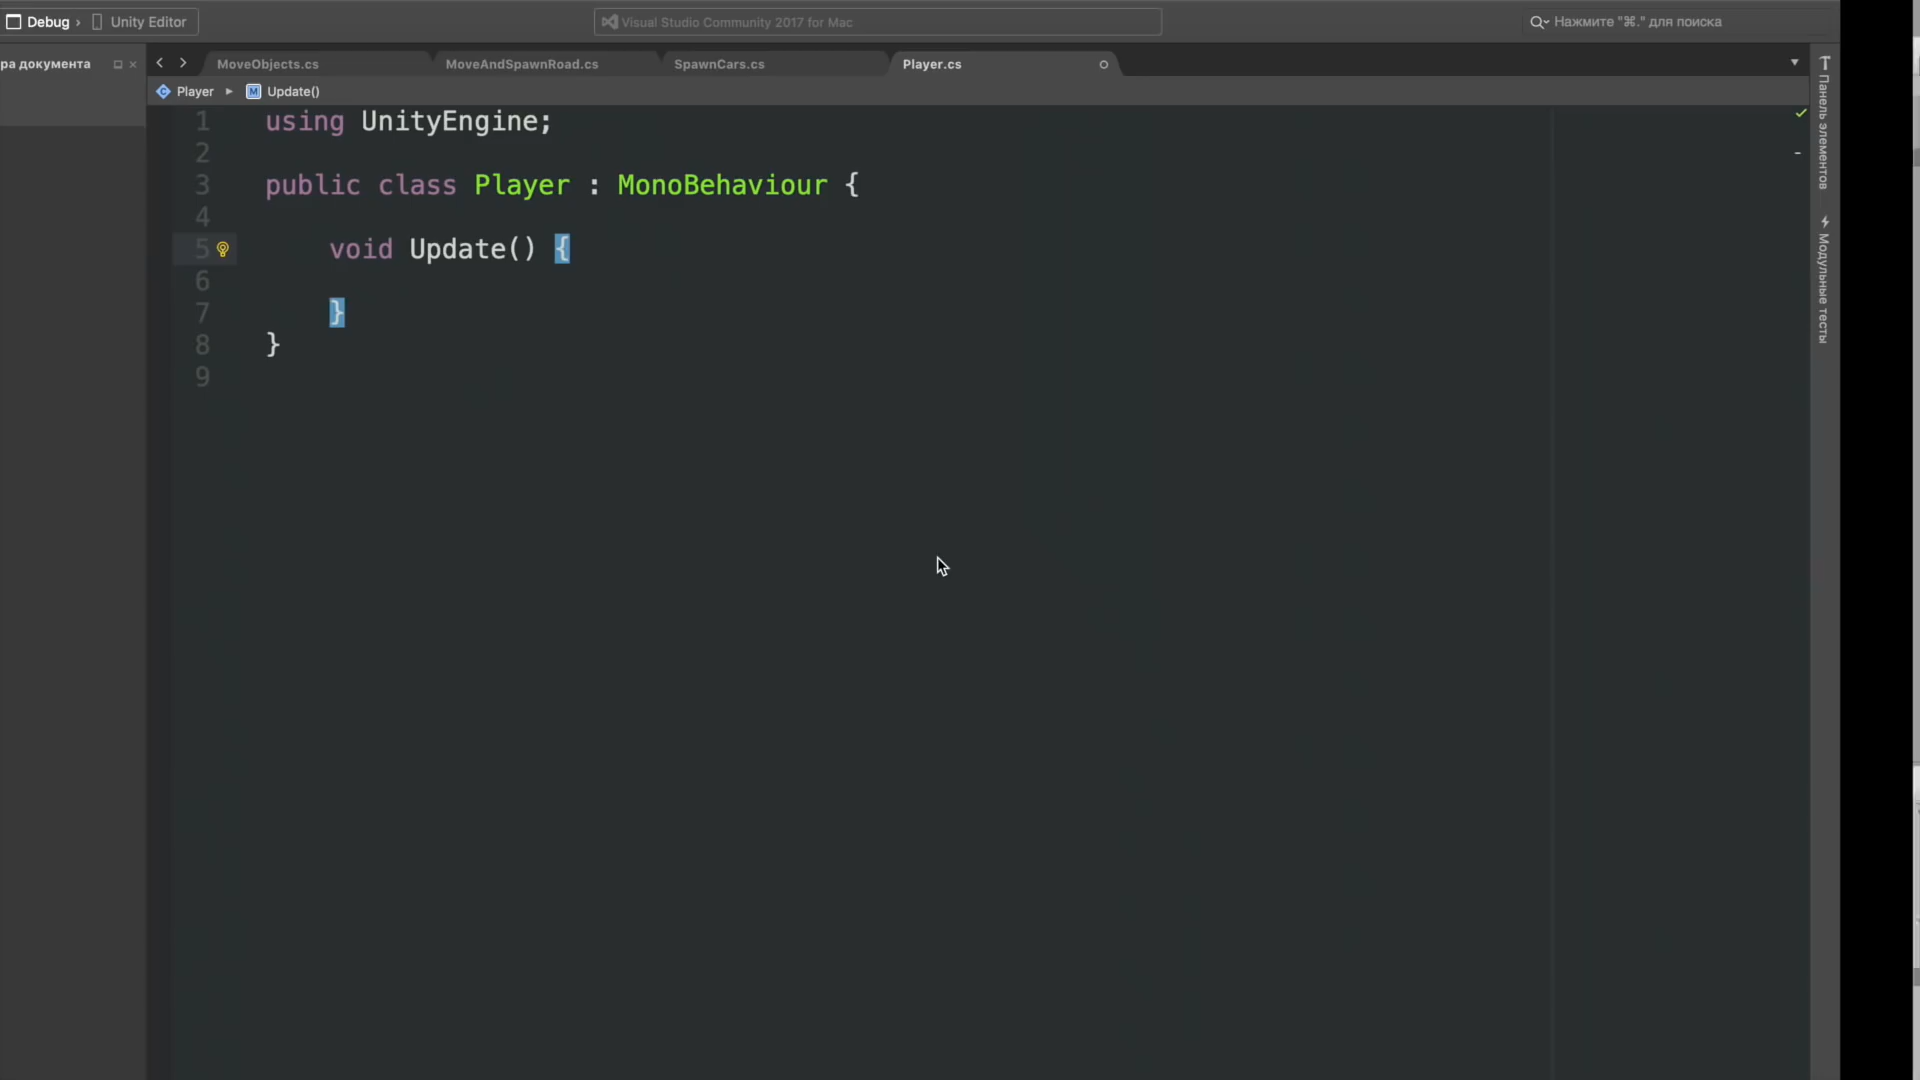 Debug › Unity Editor
Visual Studio Community 2017 for Mac
Нажмите "⌘." для поиска
ра документа
MoveObjects.cs
MoveAndSpawnRoad.cs
SpawnCars.cs
Player.cs
Player ▸ M Update()
1 using UnityEngine;
2
3 public class Player : MonoBehaviour {
4
5 void Update() {
6
7 }
8 }
9
Панель элементов
Модульные тесты